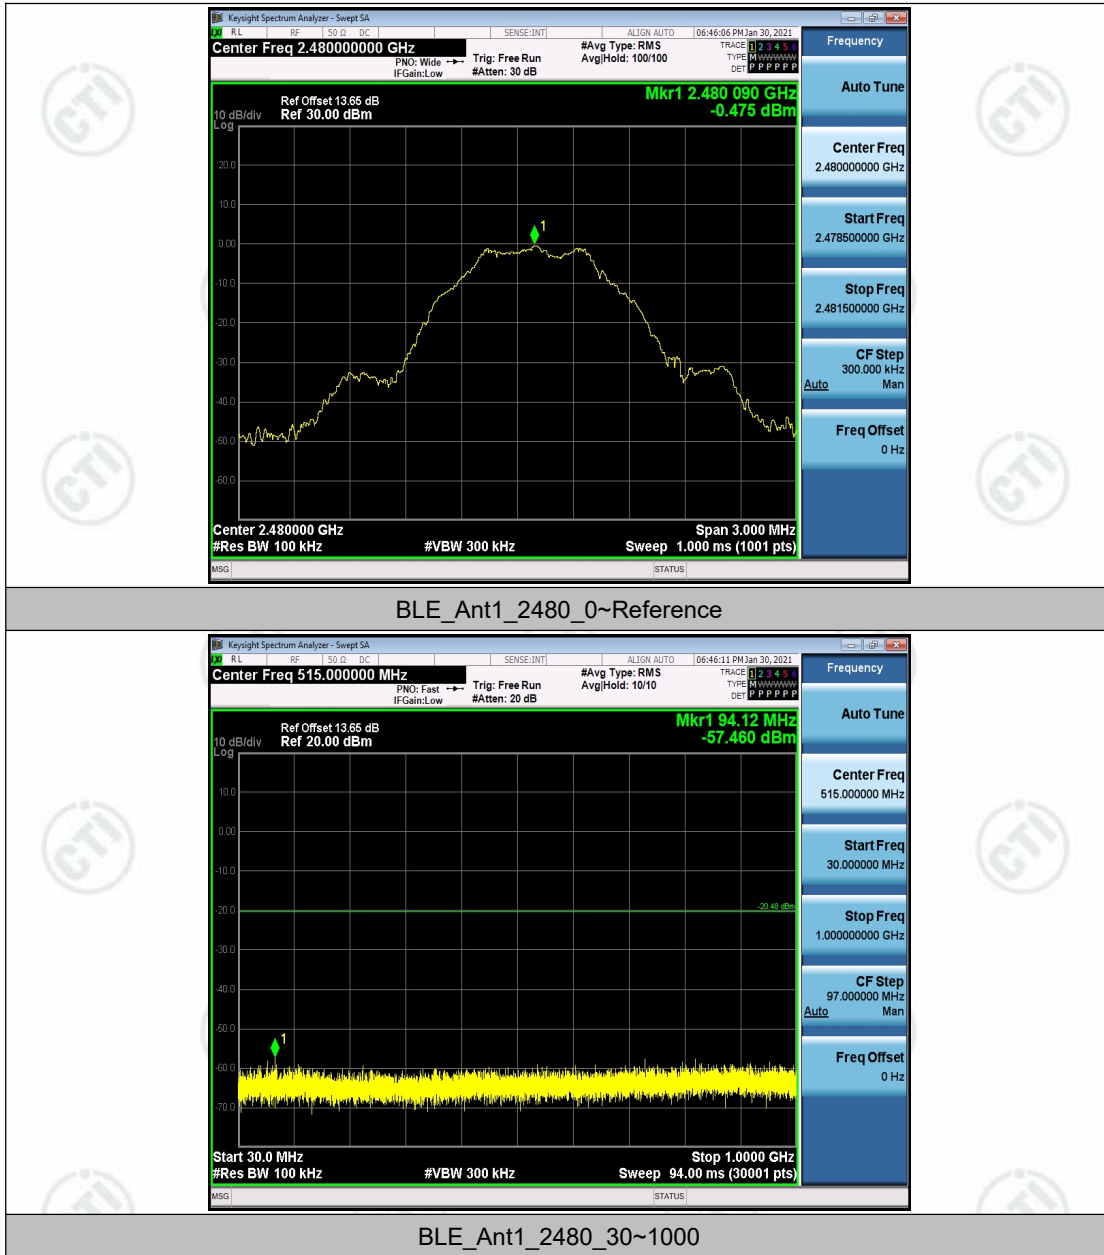 Keysight Spectrum Analyzer - Swept SA
LXI RL RF 50 Ω DC SENSE:INT ALIGN AUTO 06:46:06 PM Jan 30, 2021
Center Freq 2.480000000 GHz
#Avg Type: RMS
TRACE 1 2 3 4 5 6
PNO: Wide
Trig: Free Run
Avg|Hold: 100/100
TYPE M WWWWW
IFGain:Low
#Atten: 30 dB
DET P P P P P P
Mkr1 2.480 090 GHz
-0.475 dBm
Ref Offset 13.65 dB
10 dB/div Ref 30.00 dBm
Log
20.0
10.0
1
0.00
-10.0
-20.0
-30.0
-40.0
-50.0
-60.0
Center 2.480000 GHz
Span 3.000 MHz
#Res BW 100 kHz
#VBW 300 kHz
Sweep 1.000 ms (1001 pts)
MSG
STATUS
Frequency
Auto Tune
Center Freq
2.480000000 GHz
Start Freq
2.478500000 GHz
Stop Freq
2.481500000 GHz
CF Step
300.000 kHz
Auto Man
Freq Offset
0 Hz
BLE_Ant1_2480_0~Reference
Keysight Spectrum Analyzer - Swept SA
LXI RL RF 50 Ω DC SENSE:INT ALIGN AUTO 06:46:11 PM Jan 30, 2021
Center Freq 515.000000 MHz
#Avg Type: RMS
TRACE 1 2 3 4 5 6
PNO: Fast
Trig: Free Run
Avg|Hold: 10/10
TYPE M WWWWW
IFGain:Low
#Atten: 20 dB
DET P P P P P P
Mkr1 94.12 MHz
-57.460 dBm
Ref Offset 13.65 dB
10 dB/div Ref 20.00 dBm
Log
10.0
0.00
-10.0
-20.0
-20.48 dBm
-30.0
-40.0
-50.0
1
-60.0
-70.0
Start 30.0 MHz
Stop 1.0000 GHz
#Res BW 100 kHz
#VBW 300 kHz
Sweep 94.00 ms (30001 pts)
MSG
STATUS
Frequency
Auto Tune
Center Freq
515.000000 MHz
Start Freq
30.000000 MHz
Stop Freq
1.000000000 GHz
CF Step
97.000000 MHz
Auto Man
Freq Offset
0 Hz
BLE_Ant1_2480_30~1000
CTI
CTI
CTI
CTI
CTI
CTI